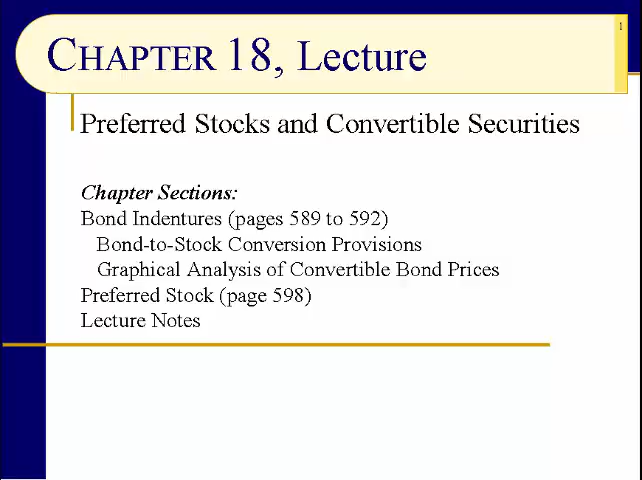 1
CHAPTER 18, Lecture
Preferred Stocks and Convertible Securities
Chapter Sections:
Bond Indentures (pages 589 to 592)
Bond-to-Stock Conversion Provisions
Graphical Analysis of Convertible Bond Prices
Preferred Stock (page 598)
Lecture Notes